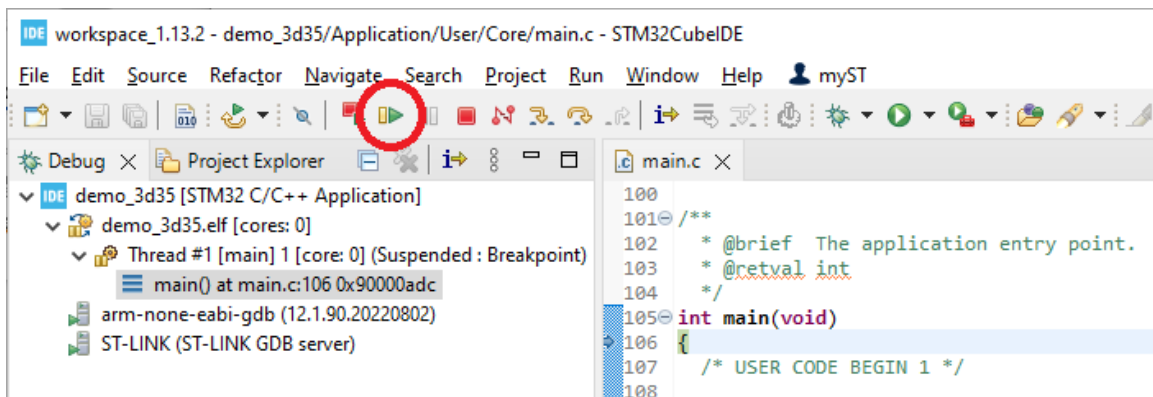 IDE workspace_1.13.2 - demo_3d35/Application/User/Core/main.c - STM32CubeIDE
File Edit Source Refactor Navigate Search Project Run Window Help myST
010
Debug Project Explorer
IDE demo_3d35 [STM32 C/C++ Application]
demo_3d35.elf [cores: 0]
Thread #1 [main] 1 [core: 0] (Suspended : Breakpoint)
main() at main.c:106 0x90000adc
arm-none-eabi-gdb (12.1.90.20220802)
ST-LINK (ST-LINK GDB server)
.c main.c
100
101 /**
102 * @brief The application entry point.
103 * @retval int
104 */
105 int main(void)
106 {
107 /* USER CODE BEGIN 1 */
108